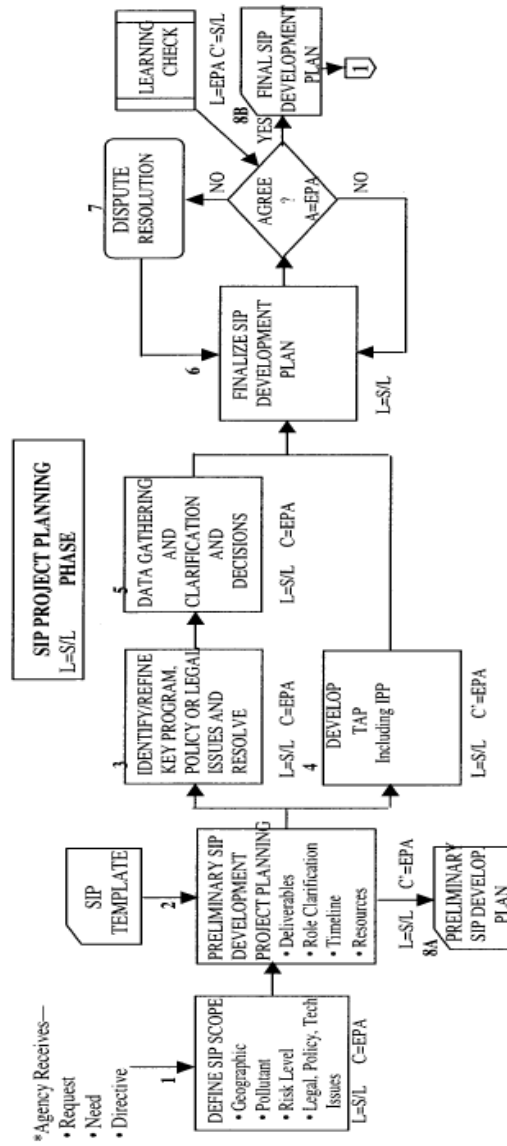 SIP PROJECT PLANNING
PHASE
L=S/L
*Agency Receives—
• Request
• Need
• Directive
1
DEFINE SIP SCOPE
• Geographic
• Pollutant
• Risk Level
• Legal, Policy, Tech
Issues
L=S/L C=EPA
SIP
TEMPLATE
2
PRELIMINARY SIP
DEVELOPMENT
PROJECT PLANNING
• Deliverables
• Role Clarification
• Timeline
• Resources
L=S/L C'=EPA
8A
PRELIMINARY
SIP DEVELOP.
PLAN
3
IDENTIFY/REFINE
KEY PROGRAM,
POLICY OR LEGAL
ISSUES AND
RESOLVE
L=S/L C=EPA
4
DEVELOP
TAP
Including IPP
L=S/L C'=EPA
5
DATA GATHERING
AND
CLARIFICATION
AND
DECISIONS
L=S/L C=EPA
6
FINALIZE SIP
DEVELOPMENT
PLAN
L=S/L
7
DISPUTE
RESOLUTION
NO
AGREE
?
A=EPA
NO
YES
LEARNING
CHECK
L=EPA C'=S/L
8B
FINAL SIP
DEVELOPMENT
PLAN
1